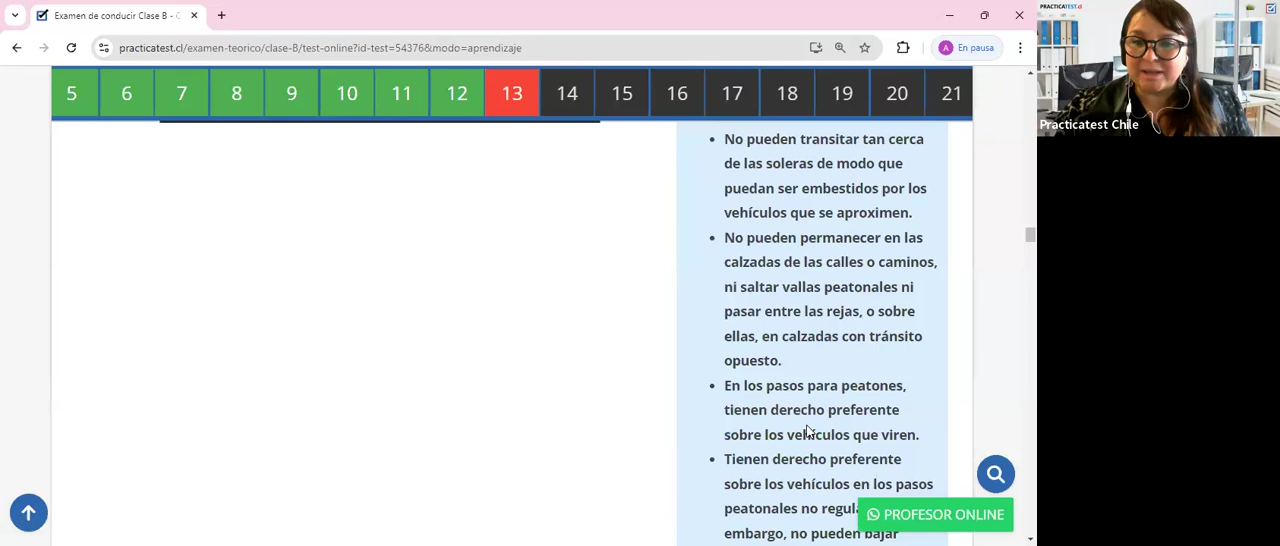 Examen de conducir Clase B - C
practicatest.cl/examen-teorico/clase-B/test-online?id-test=54376&modo=aprendizaje
A En pausa
5 6 7 8 9 10 11 12 13 14 15 16 17 18 19 20 21
• No pueden transitar tan cerca
de las soleras de modo que
puedan ser embestidos por los
vehículos que se aproximen.
• No pueden permanecer en las
calzadas de las calles o caminos,
ni saltar vallas peatonales ni
pasar entre las rejas, o sobre
ellas, en calzadas con tránsito
opuesto.
• En los pasos para peatones,
tienen derecho preferente
sobre los vehículos que viren.
• Tienen derecho preferente
sobre los vehículos en los pasos
peatonales no regula
embargo, no pueden bajar
PROFESOR ONLINE
PRACTICATEST.cl
Practicatest Chile